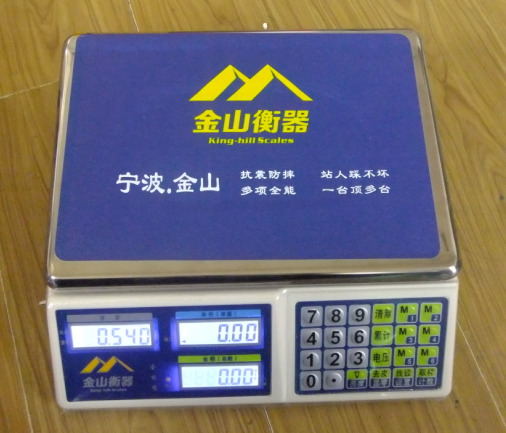 金山衡器
King-hill Scales
宁波.金山
抗震防摔 站人踩不坏
多项全能 一台顶多台
0.540
0.00
0.00
金山衡器
7 8 9 清除 M1 M2
4 5 6 累计 M3 M4
1 2 3 电压 M5 M6
0 . 去皮